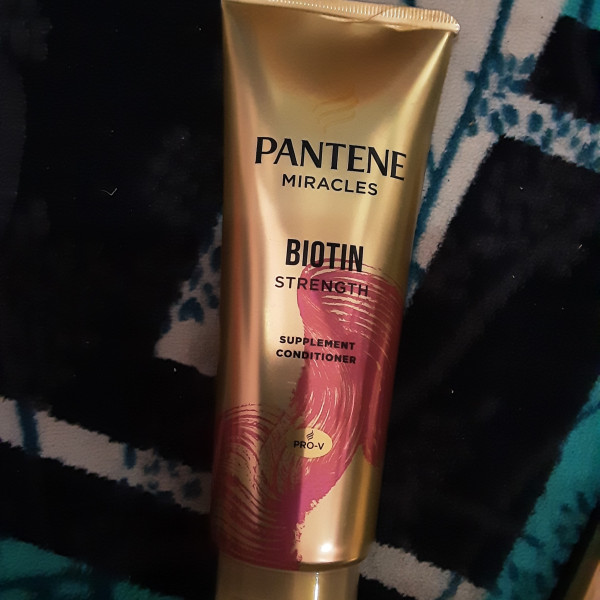 PANTENE
MIRACLES
BIOTIN
STRENGTH
SUPPLEMENT
CONDITIONER
PRO-V